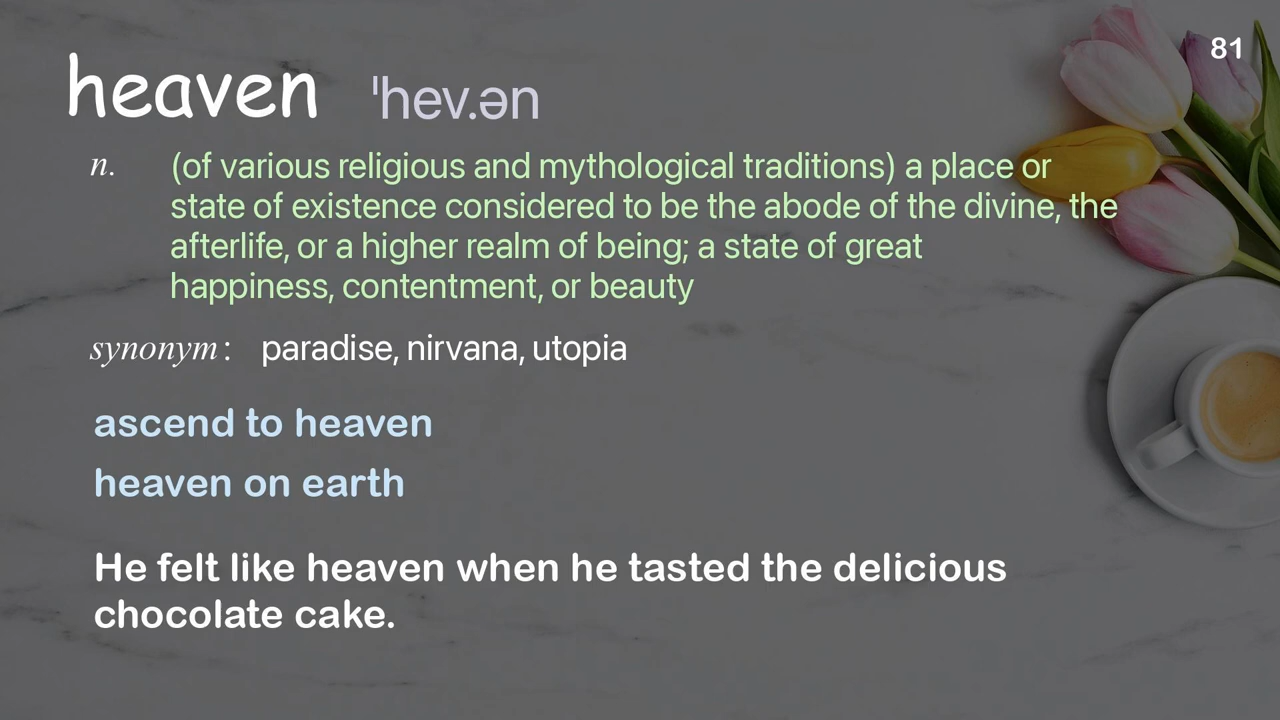 81
heaven ˈhev.ən
n. (of various religious and mythological traditions) a place or
state of existence considered to be the abode of the divine, the
afterlife, or a higher realm of being; a state of great
happiness, contentment, or beauty
synonym: paradise, nirvana, utopia
ascend to heaven
heaven on earth
He felt like heaven when he tasted the delicious
chocolate cake.